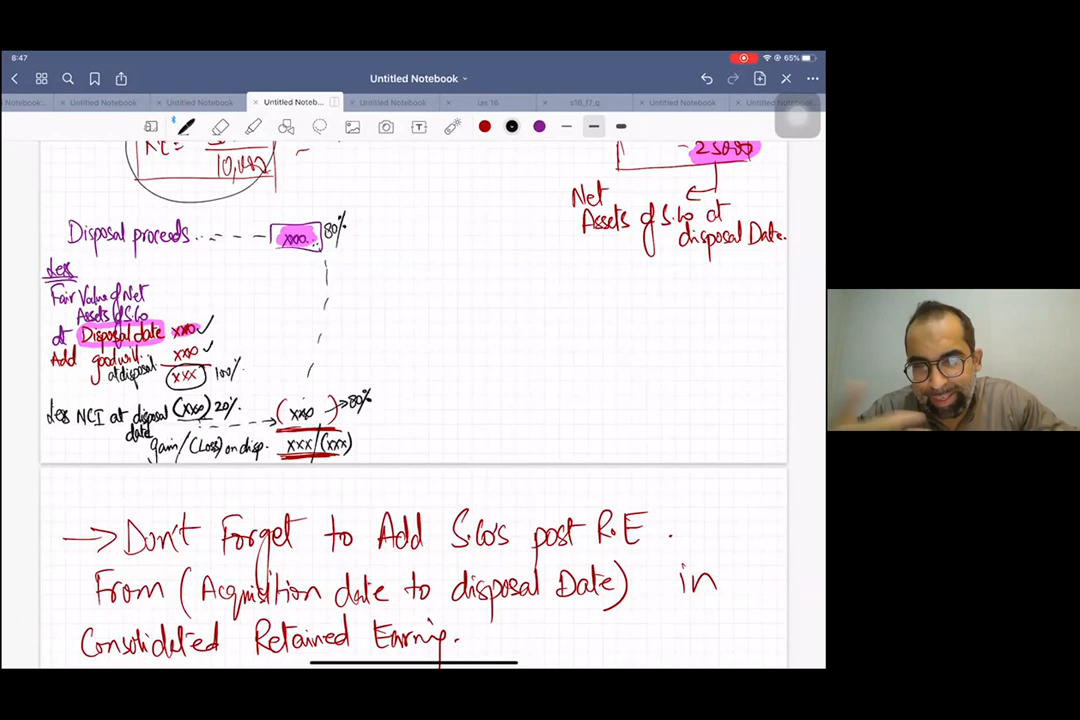 8:47
65%
Untitled Notebook
Notebook...
Untitled Notebook
Untitled Notebook
Untitled Noteb...
Untitled Notebook
ias 16
s18_f7_q
Untitled Notebook
Untitled Notebook
RE =
10,000
Net
Assets of S.Co at
disposal Date.
Disposal proceeds xxx. 80%
Less
Fair Value of Net
Assets of S.Co
at Disposal date xxx
Add goodwill xxx
at disposal. xxx 100%
Less NCI at disposal (xxx) 20%. (xxx) 80%
date
gain/(Loss) on disp. xxx/(xxx)
Don't Forget to Add S.Co's post R.E.
From (Acquisition date to disposal Date) in
Consolidated Retained Earning.